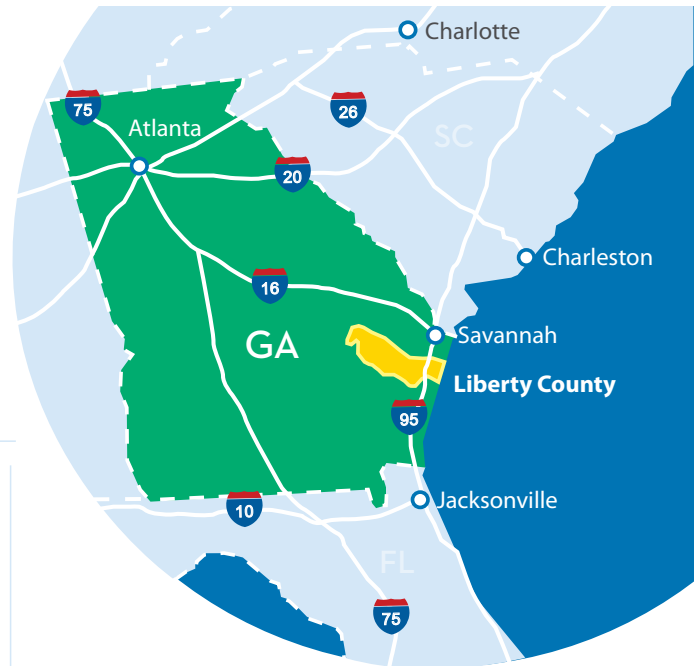 Charlotte
75
26
Atlanta
SC
20
Charleston
16
GA
Savannah
Liberty County
95
Jacksonville
10
FL
75